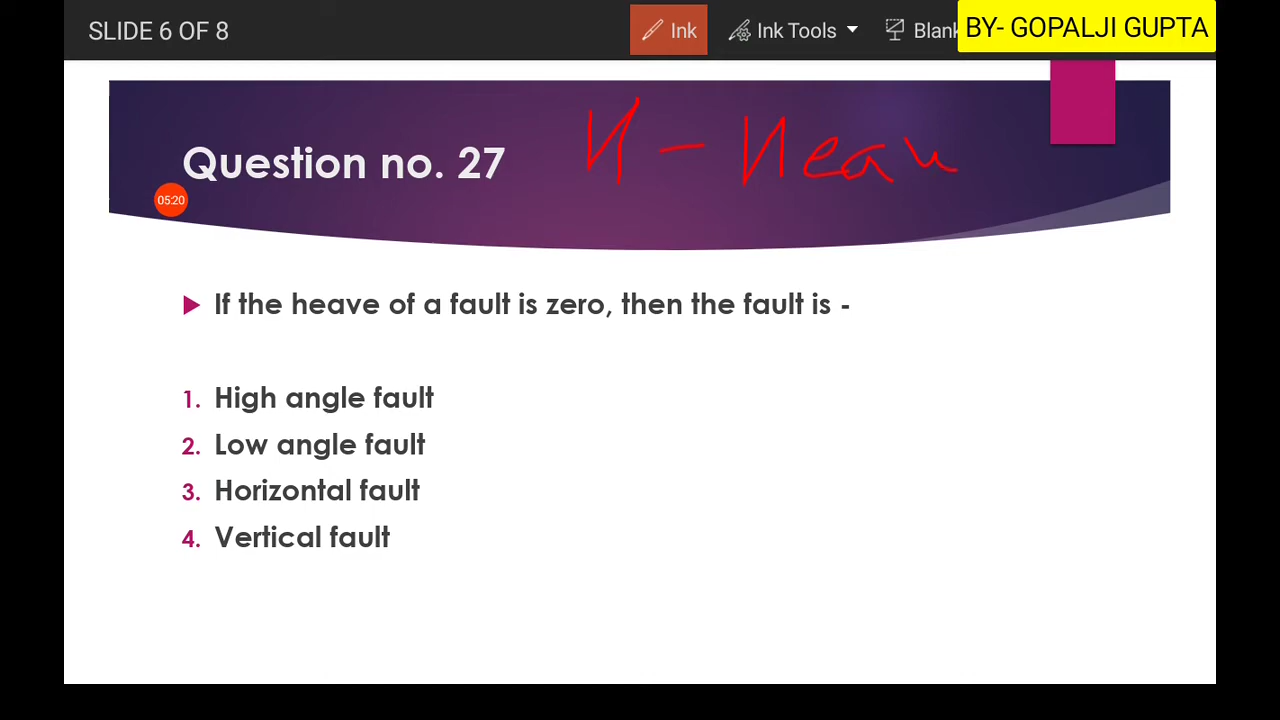 SLIDE 6 OF 8
Ink
Ink Tools
Blank
BY- GOPALJI GUPTA
Question no. 27
H - Heav
05:20
If the heave of a fault is zero, then the fault is -
1. High angle fault
2. Low angle fault
3. Horizontal fault
4. Vertical fault